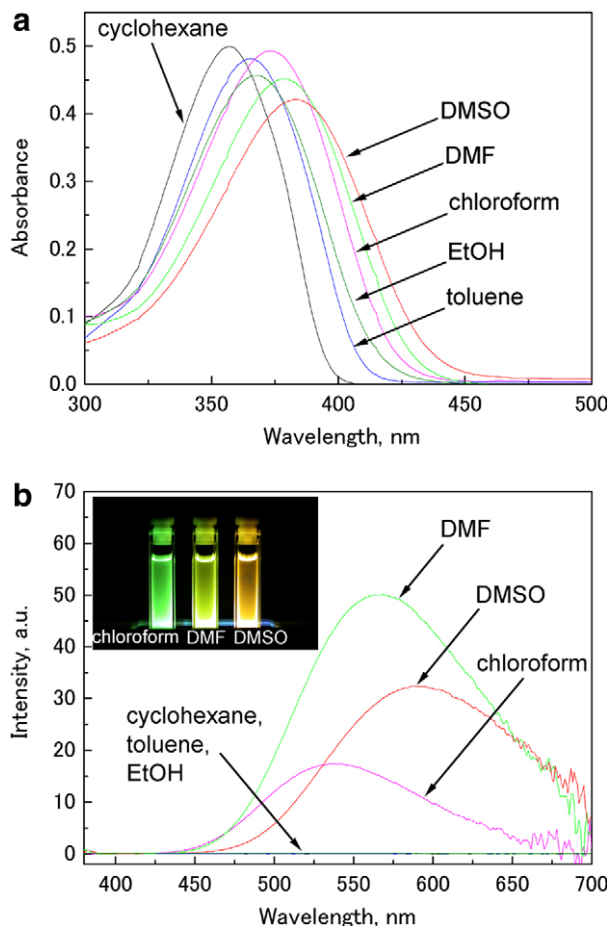 a
cyclohexane
0.5
0.4
0.3
0.2
0.1
0.0
Absorbance
DMSO
DMF
chloroform
EtOH
toluene
300
350
400
450
500
Wavelength, nm
b
70
60
50
40
30
20
10
0
Intensity, a.u.
chloroform DMF DMSO
DMF
DMSO
chloroform
cyclohexane,
toluene,
EtOH
400
450
500
550
600
650
700
Wavelength, nm